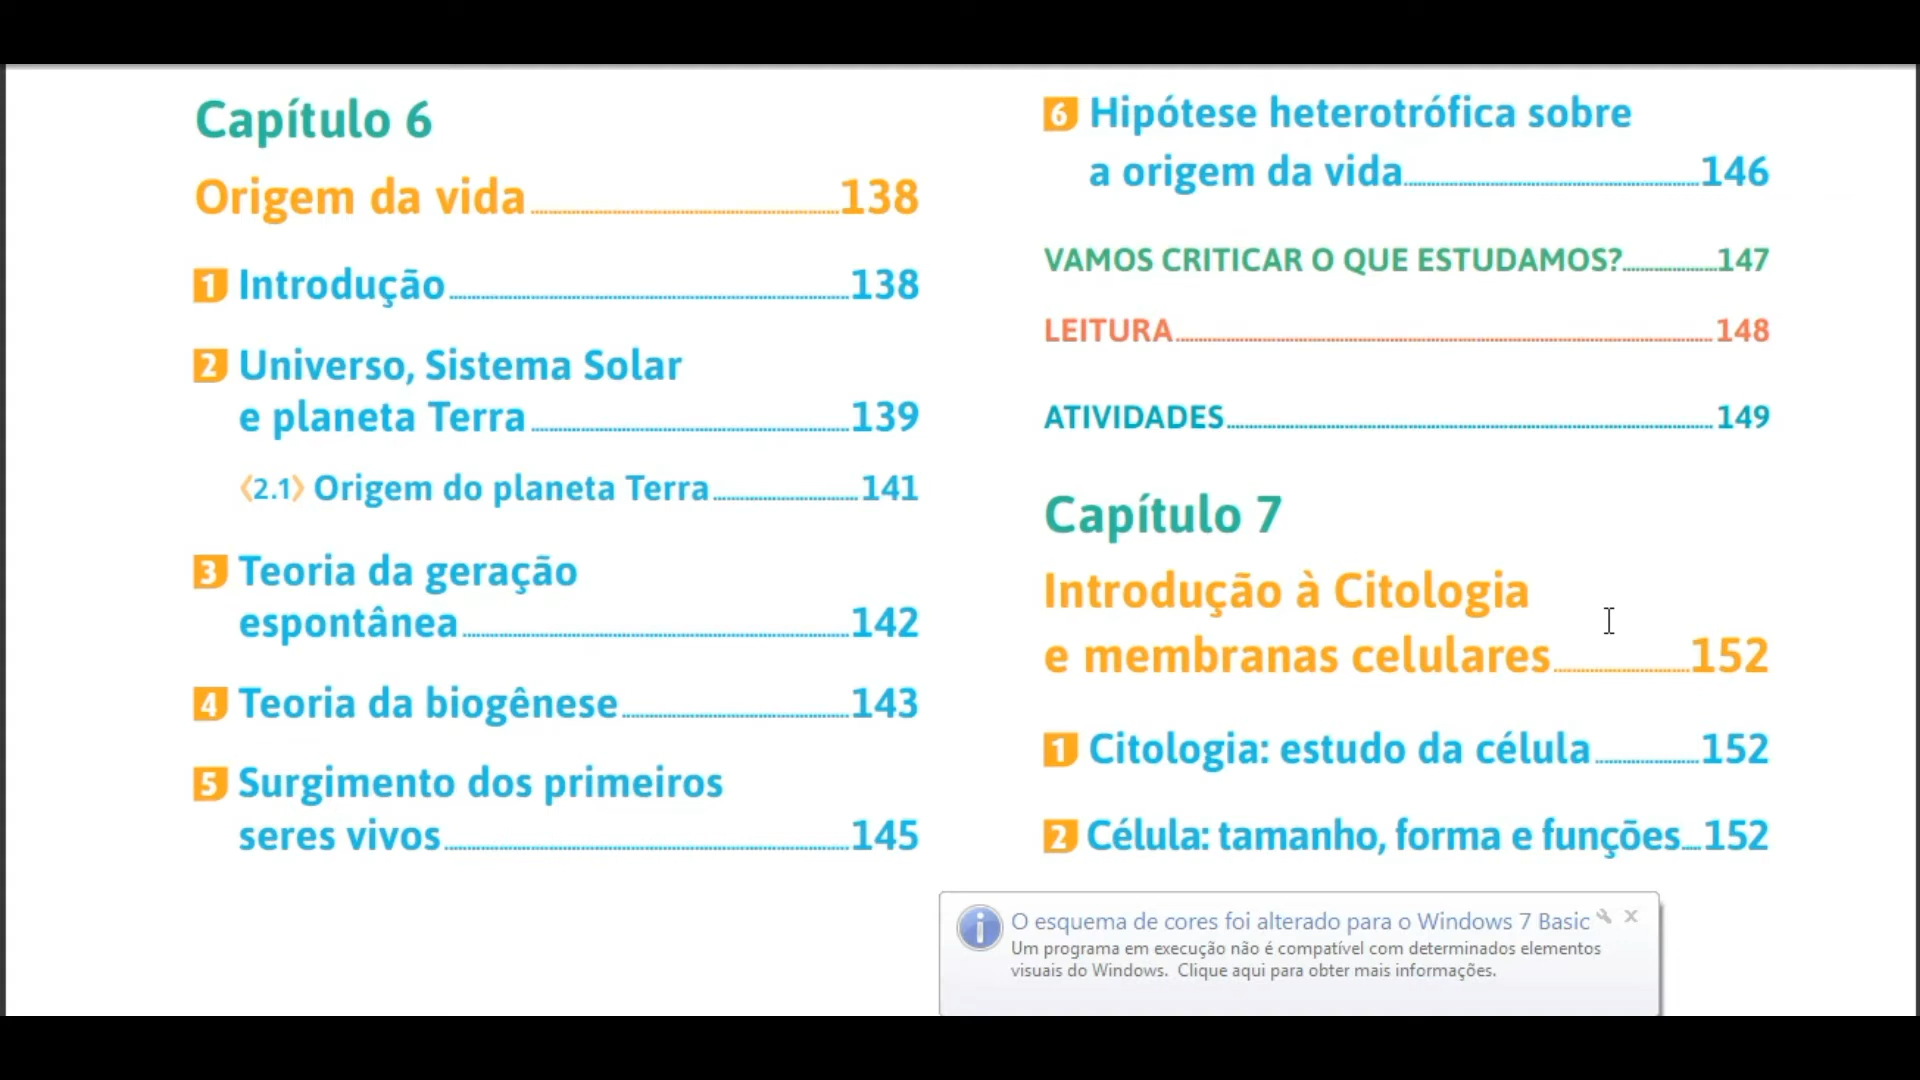 Capítulo 6
Origem da vida 138
1 Introdução 138
2 Universo, Sistema Solar
e planeta Terra 139
2.1 Origem do planeta Terra 141
3 Teoria da geração
espontânea 142
4 Teoria da biogênese 143
5 Surgimento dos primeiros
seres vivos 145
6 Hipótese heterotrófica sobre
a origem da vida 146
VAMOS CRITICAR O QUE ESTUDAMOS? 147
LEITURA 148
ATIVIDADES 149
Capítulo 7
Introdução à Citologia
e membranas celulares 152
1 Citologia: estudo da célula 152
2 Célula: tamanho, forma e funções 152
O esquema de cores foi alterado para o Windows 7 Basic
Um programa em execução não é compatível com determinados elementos
visuais do Windows. Clique aqui para obter mais informações.